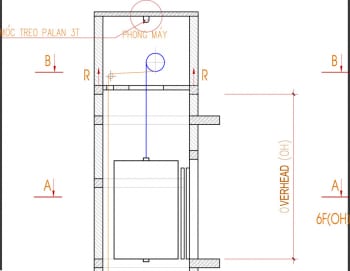 MÓC TREO PALAN 3T
PHÒNG MÁY
B
B
R
R
OVERHEAD (OH)
A
A
6F(OH)